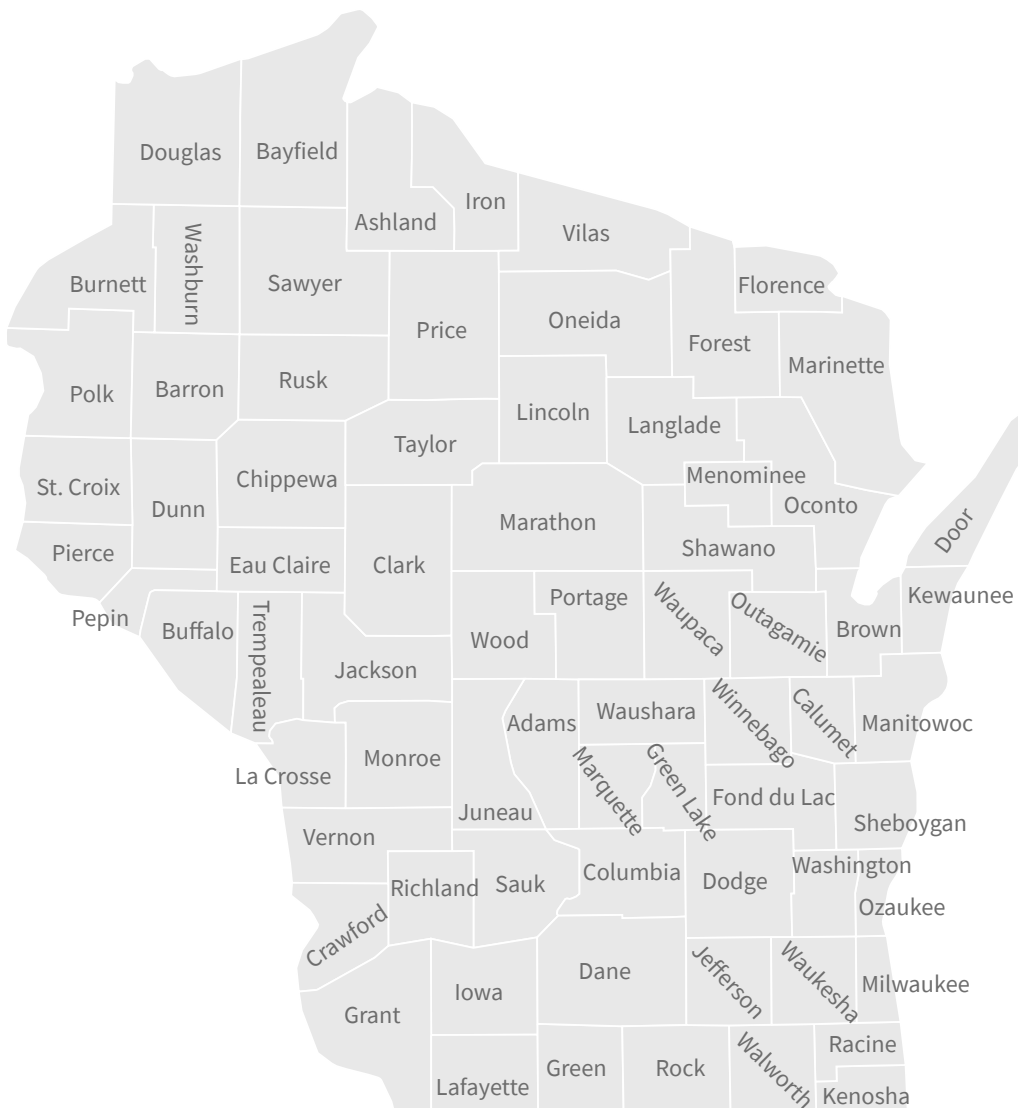 Douglas
Bayfield
Iron
Ashland
Vilas
Washburn
Burnett
Sawyer
Florence
Price
Oneida
Forest
Marinette
Polk
Barron
Rusk
Lincoln
Langlade
Taylor
Menominee
St. Croix
Chippewa
Dunn
Marathon
Oconto
Door
Pierce
Eau Claire
Clark
Shawano
Pepin
Buffalo
Trempealeau
Portage
Waupaca
Outagamie
Kewaunee
Brown
Wood
Jackson
Adams
Waushara
Winnebago
Calumet
Manitowoc
La Crosse
Monroe
Marquette
Green Lake
Fond du Lac
Juneau
Sheboygan
Vernon
Richland
Sauk
Columbia
Dodge
Washington
Ozaukee
Crawford
Iowa
Dane
Jefferson
Waukesha
Milwaukee
Grant
Racine
Lafayette
Green
Rock
Walworth
Kenosha